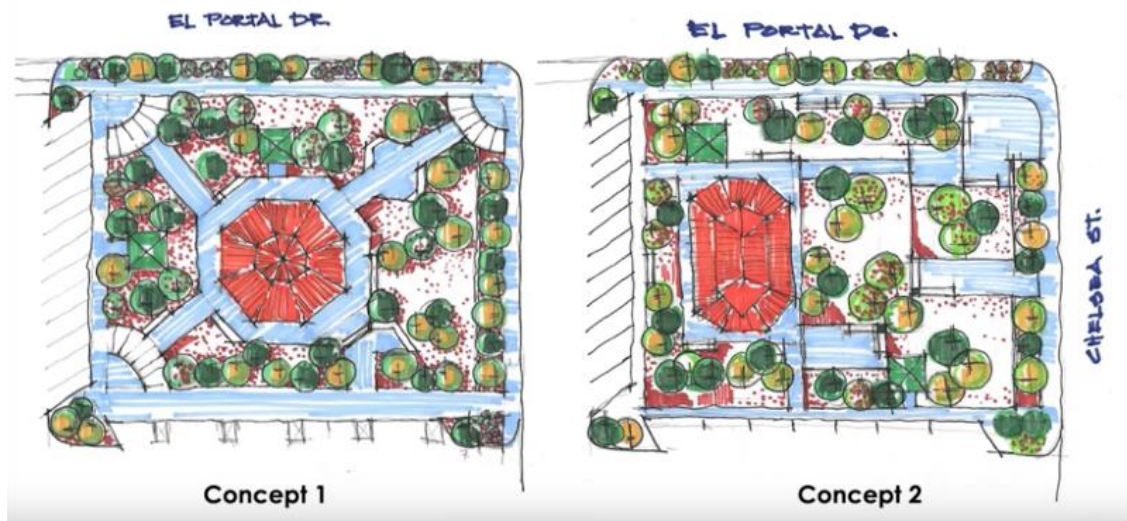 EL PORTAL DR.
EL PORTAL DR.
CHELSEA ST.
Concept 1
Concept 2